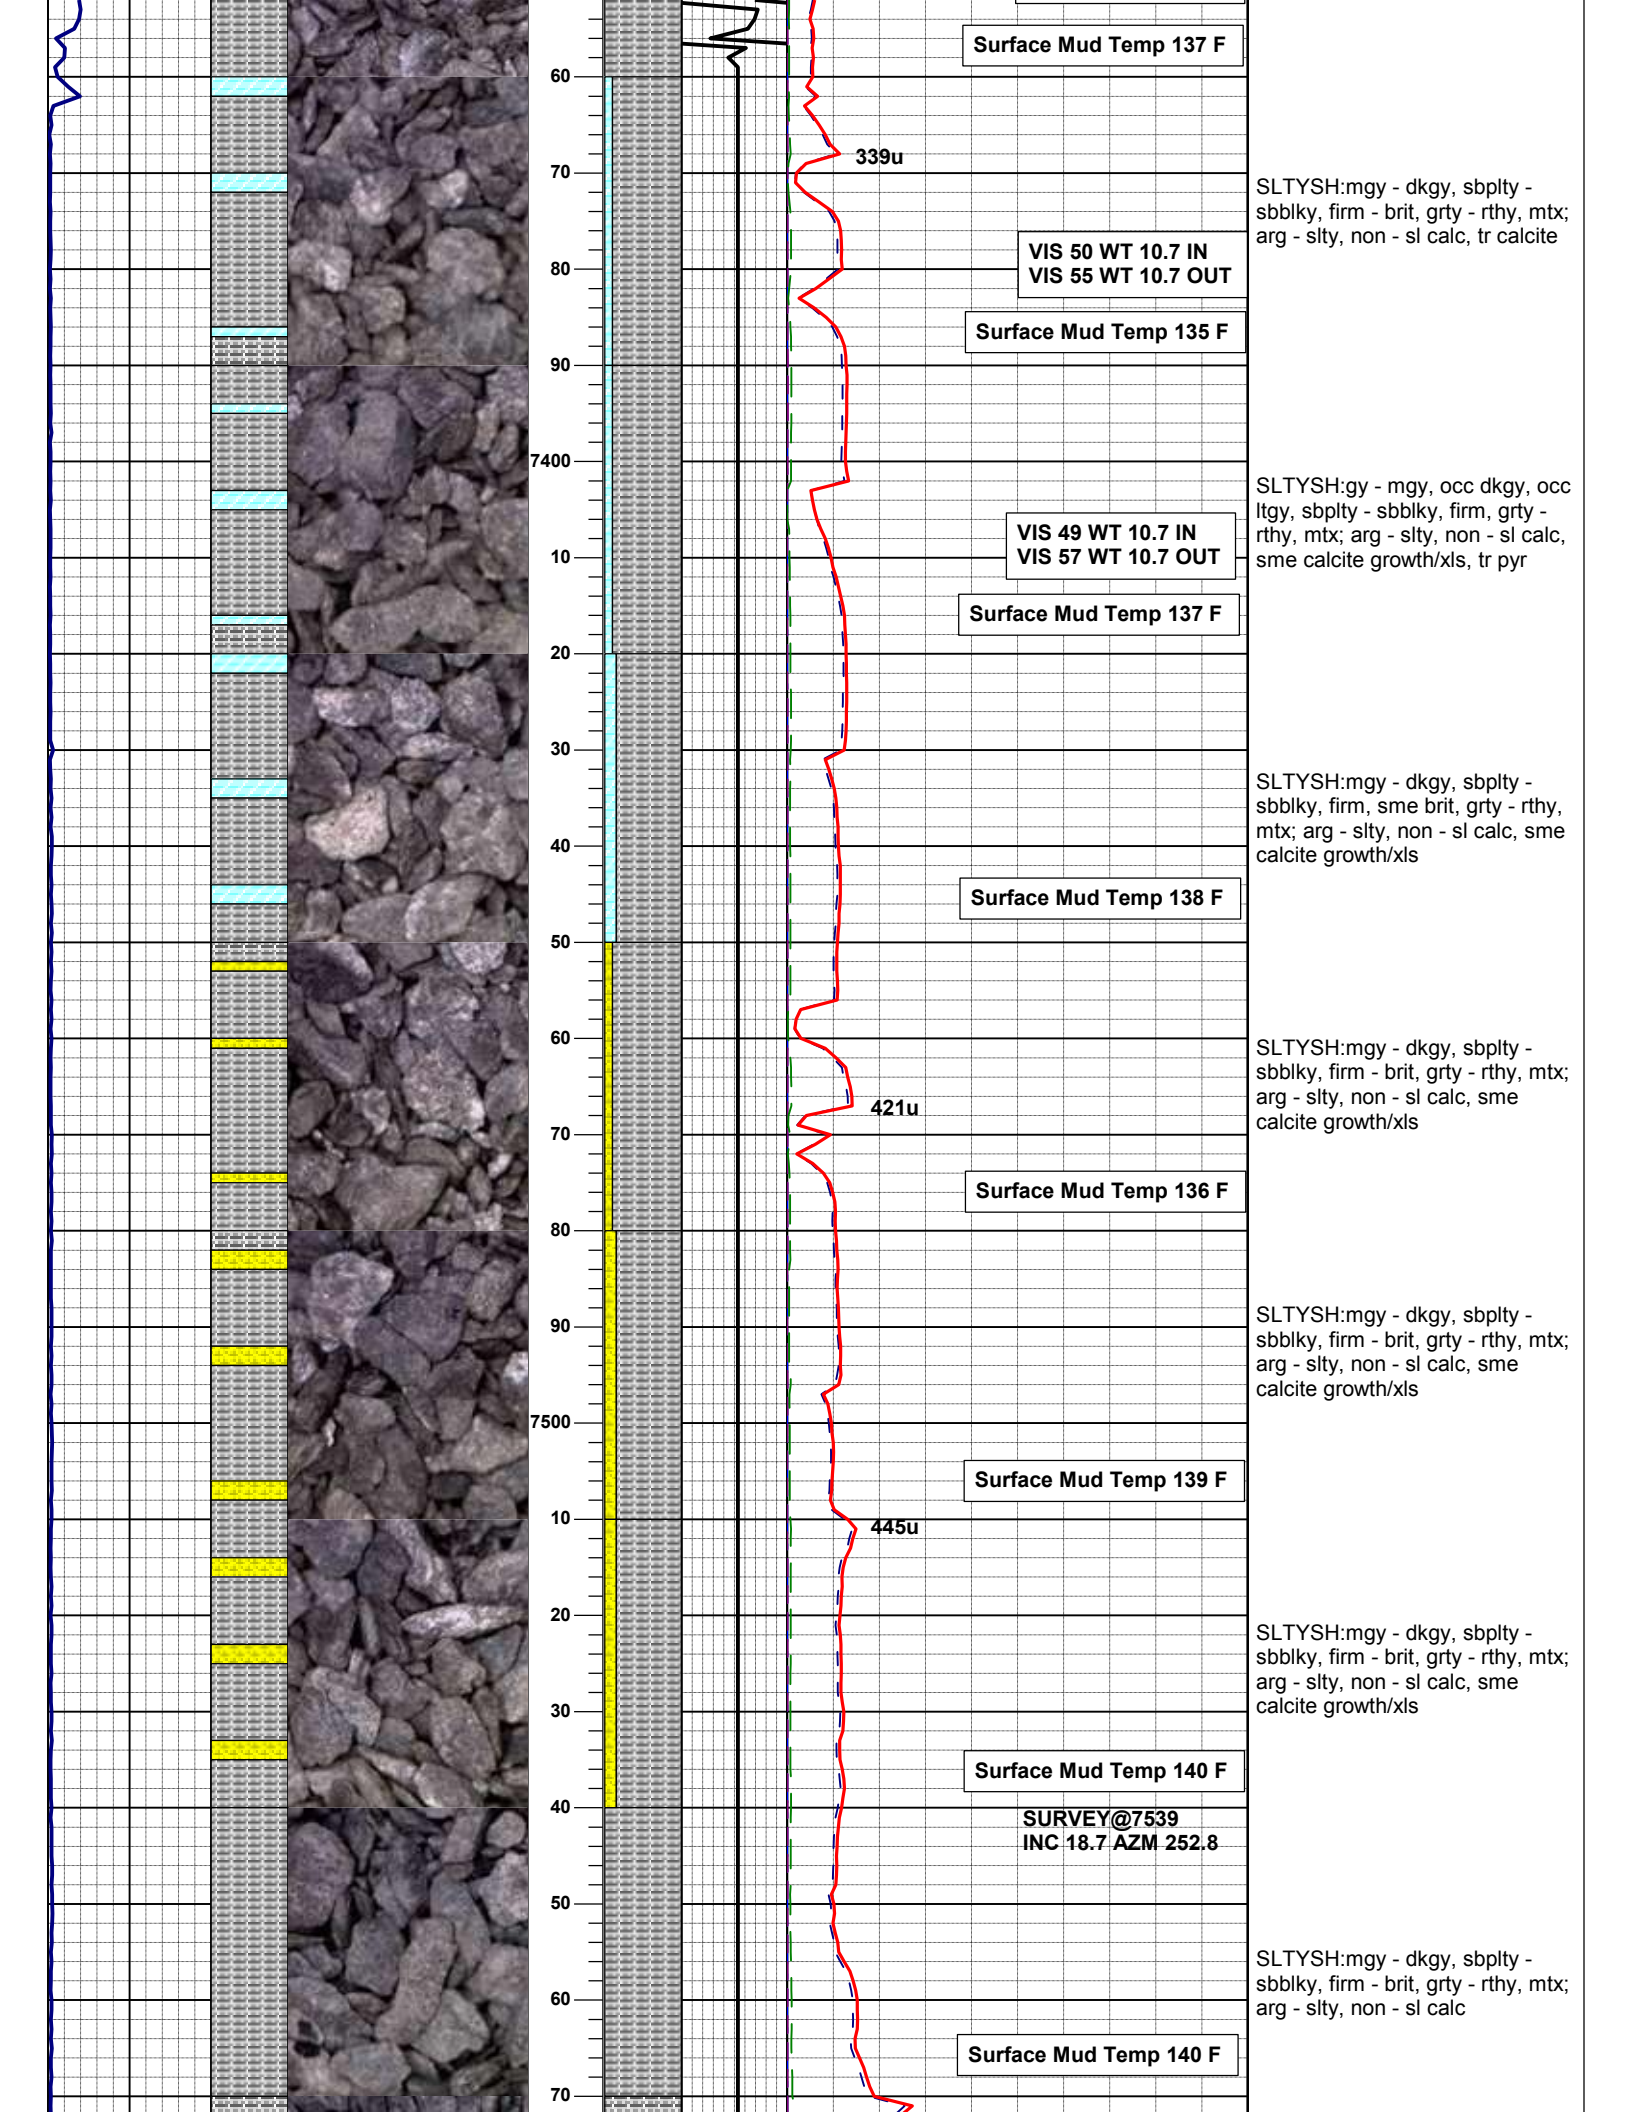 Surface Mud Temp 137 F
60
339u
70
SLTYSH:mgy - dkgy, sbplty -
sbblky, firm - brit, grty - rthy, mtx;
arg - slty, non - sl calc, tr calcite
VIS 50 WT 10.7 IN
VIS 55 WT 10.7 OUT
80
Surface Mud Temp 135 F
90
7400
SLTYSH:gy - mgy, occ dkgy, occ
ltgy, sbplty - sbblky, firm, grty -
rthy, mtx; arg - slty, non - sl calc,
sme calcite growth/xls, tr pyr
VIS 49 WT 10.7 IN
VIS 57 WT 10.7 OUT
10
Surface Mud Temp 137 F
20
30
SLTYSH:mgy - dkgy, sbplty -
sbblky, firm, sme brit, grty - rthy,
mtx; arg - slty, non - sl calc, sme
calcite growth/xls
40
Surface Mud Temp 138 F
50
60
SLTYSH:mgy - dkgy, sbplty -
sbblky, firm - brit, grty - rthy, mtx;
arg - slty, non - sl calc, sme
calcite growth/xls
421u
70
Surface Mud Temp 136 F
80
90
SLTYSH:mgy - dkgy, sbplty -
sbblky, firm - brit, grty - rthy, mtx;
arg - slty, non - sl calc, sme
calcite growth/xls
7500
Surface Mud Temp 139 F
10
445u
20
SLTYSH:mgy - dkgy, sbplty -
sbblky, firm - brit, grty - rthy, mtx;
arg - slty, non - sl calc, sme
calcite growth/xls
30
Surface Mud Temp 140 F
40
SURVEY@7539
INC 18.7 AZM 252.8
50
SLTYSH:mgy - dkgy, sbplty -
sbblky, firm - brit, grty - rthy, mtx;
arg - slty, non - sl calc
60
Surface Mud Temp 140 F
70